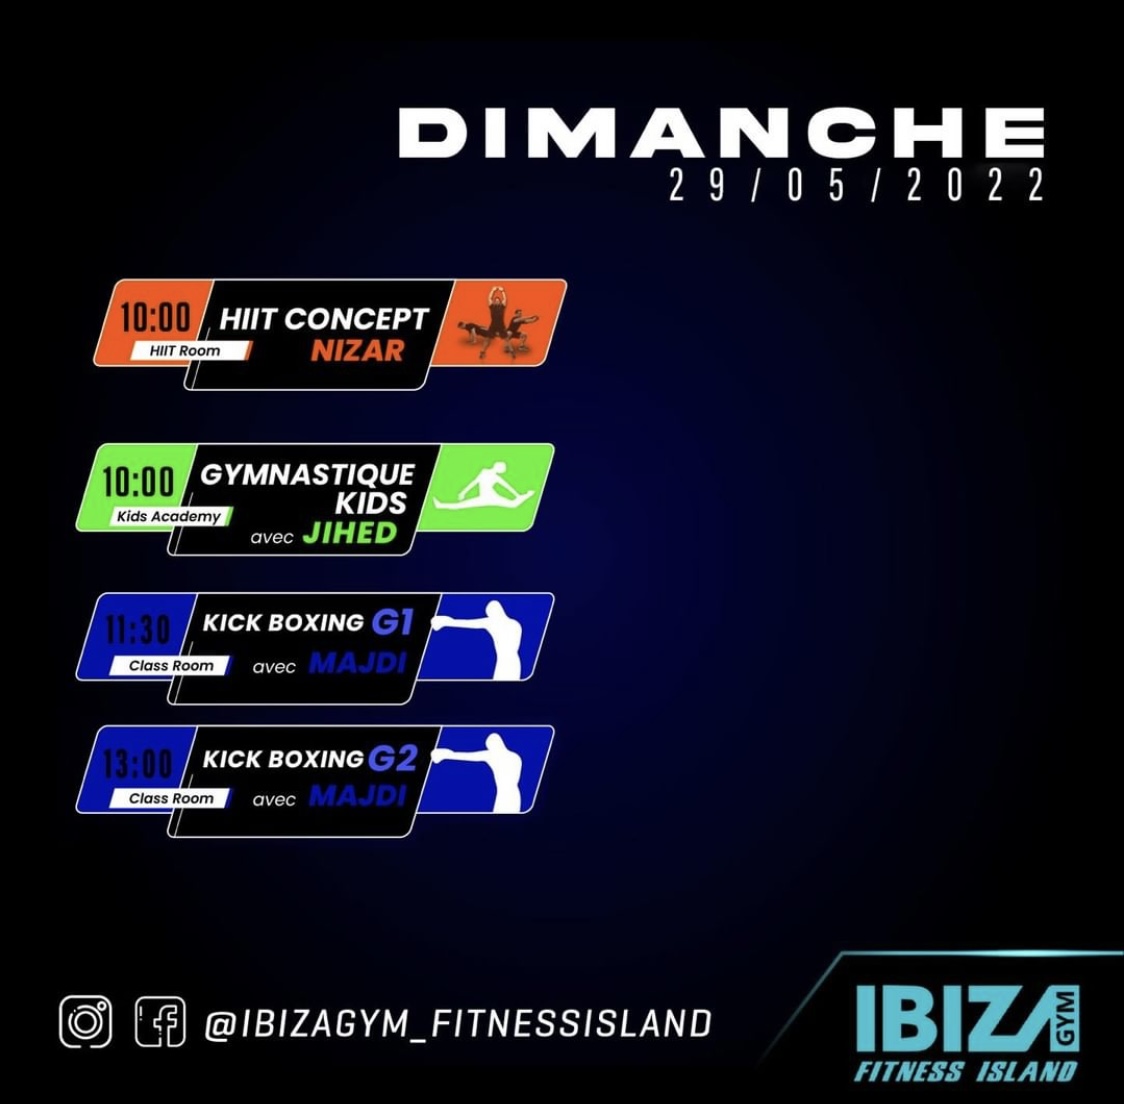 DIMANCHE
29/05/2022
10:00
HIIT Room
HIIT CONCEPT
NIZAR
10:00
Kids Academy
GYMNASTIQUE
KIDS
avec JIHED
11:30
Class Room
KICK BOXING G1
avec MAJDI
13:00
Class Room
KICK BOXING G2
avec MAJDI
@IBIZAGYM_FITNESSISLAND
IBIZA GYM
FITNESS ISLAND